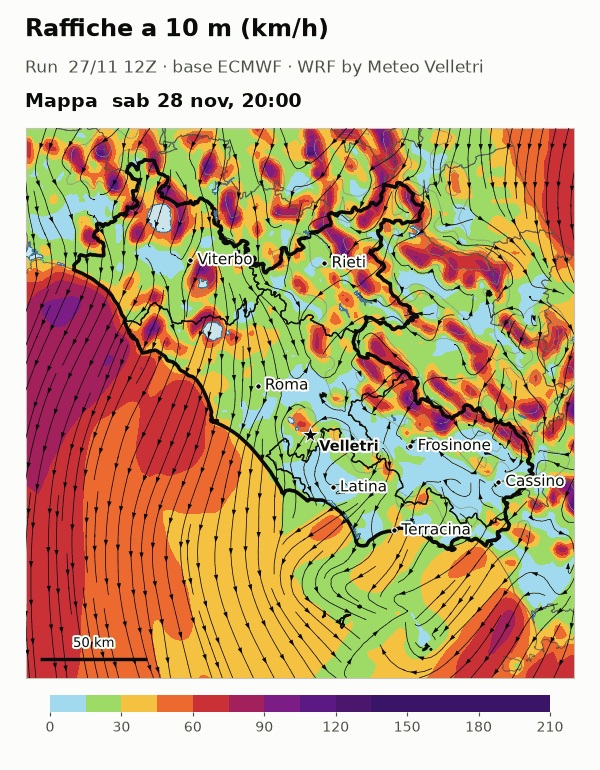 Raffiche a 10 m (km/h)
Run 27/11 12Z · base ECMWF · WRF by Meteo Velletri
Mappa sab 28 nov, 20:00
Viterbo
Rieti
Roma
Velletri
Frosinone
Latina
Cassino
Terracina
50 km
0 30 60 90 120 150 180 210